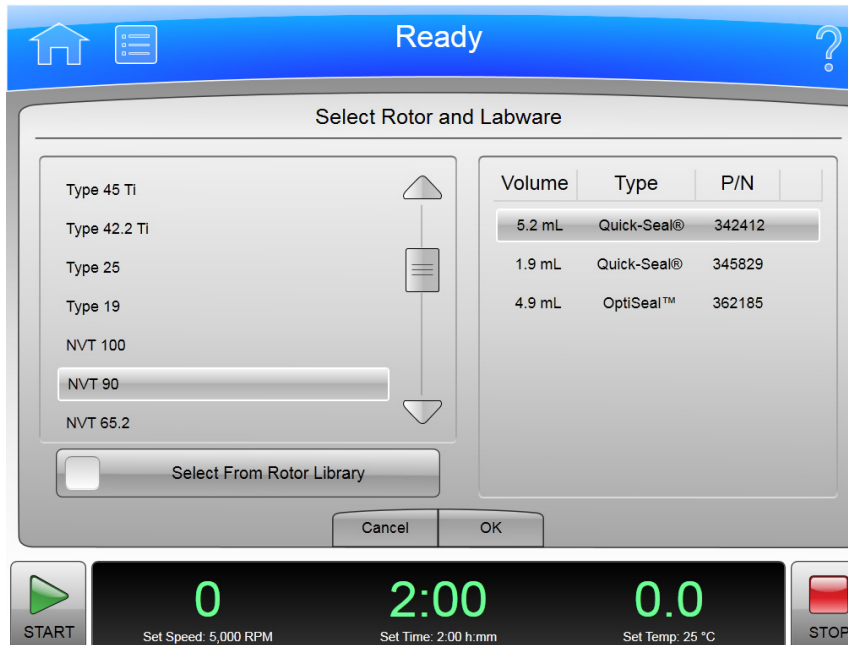 Ready
?
Select Rotor and Labware
Type 45 Ti
Type 42.2 Ti
Type 25
Type 19
NVT 100
NVT 90
NVT 65.2
Select From Rotor Library
Volume Type P/N
5.2 mL Quick-Seal® 342412
1.9 mL Quick-Seal® 345829
4.9 mL OptiSeal™ 362185
Cancel OK
START
0 2:00 0.0
Set Speed: 5,000 RPM Set Time: 2:00 h:mm Set Temp: 25 °C
STOP